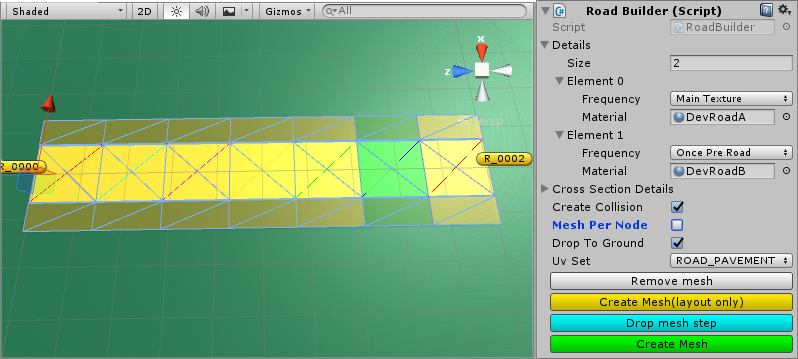 Shaded 2D Gizmos All
x
z
Persp
R_0000
R_0002
Road Builder (Script)
Script RoadBuilder
Details
Size 2
Element 0
Frequency Main Texture
Material DevRoadA
Element 1
Frequency Once Pre Road
Material DevRoadB
Cross Section Details
Create Collision
Mesh Per Node
Drop To Ground
Uv Set ROAD_PAVEMENT
Remove mesh
Create Mesh(layout only)
Drop mesh step
Create Mesh